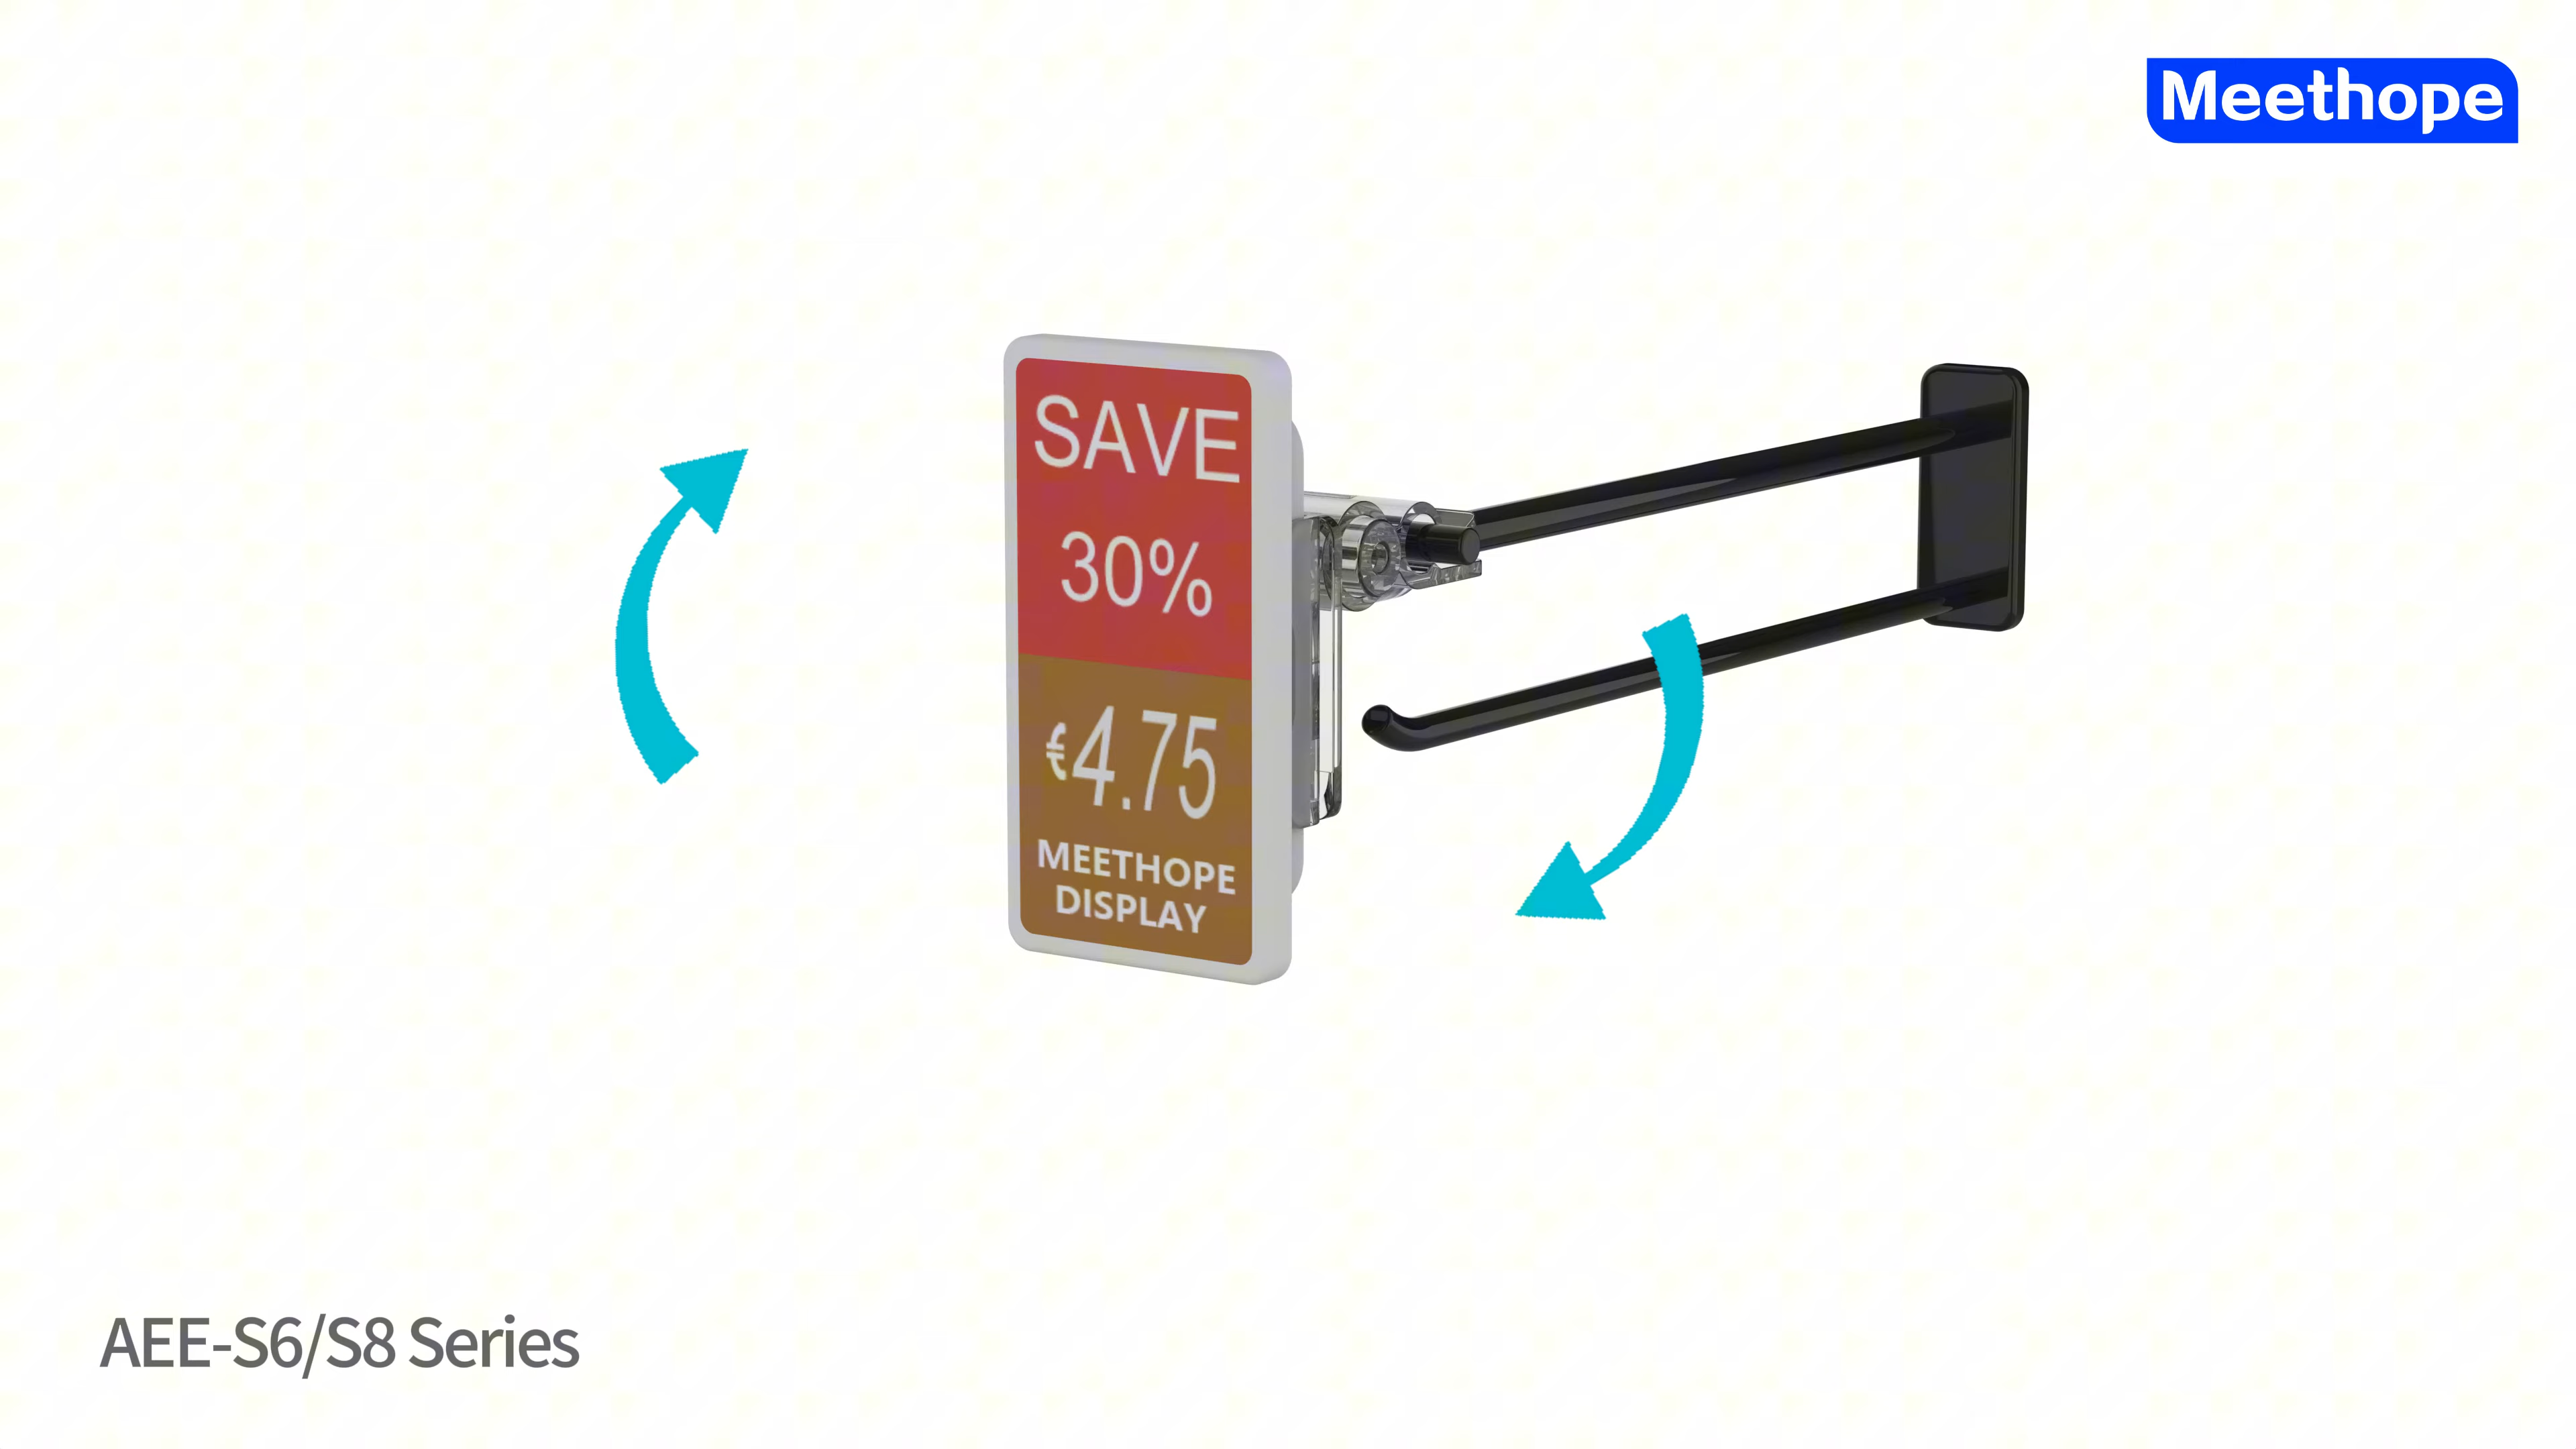 Meethope
SAVE
30%
€4.75
MEETHOPE
DISPLAY
AEE-S6/S8 Series